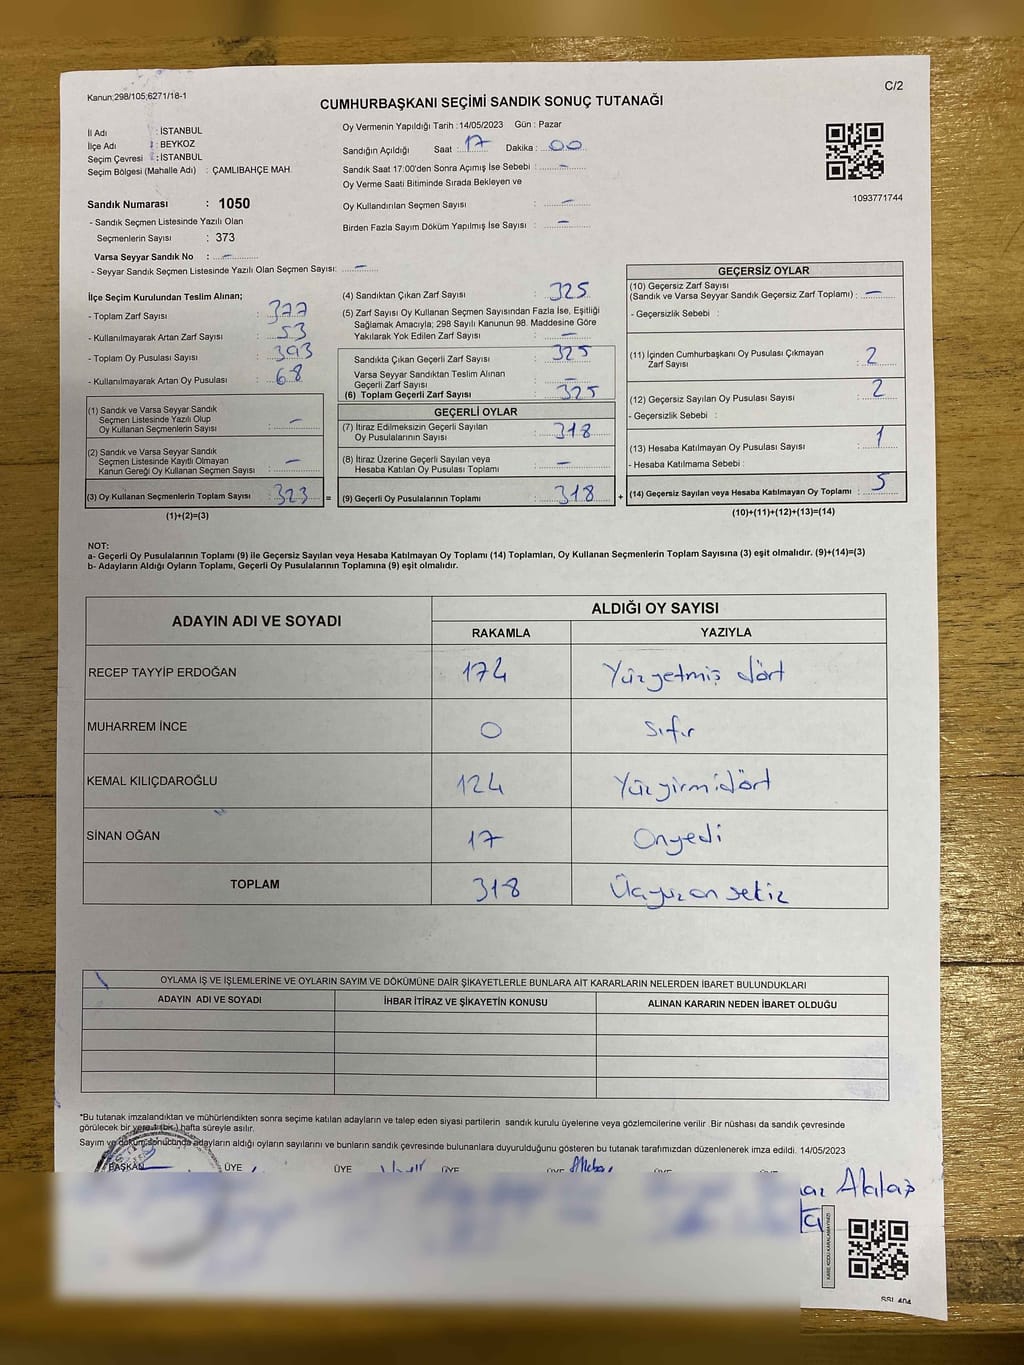 Kanun;298/105;6271/18-1
C/2
CUMHURBAŞKANI SEÇİMİ SANDIK SONUÇ TUTANAĞI
İl Adı : İSTANBUL
İlçe Adı : BEYKOZ
Seçim Çevresi : İSTANBUL
Seçim Bölgesi (Mahalle Adı) : ÇAMLIBAHÇE MAH.
Sandık Numarası : 1050
- Sandık Seçmen Listesinde Yazılı Olan
Seçmenlerin Sayısı : 373
Varsa Seyyar Sandık No : –
- Seyyar Sandık Seçmen Listesinde Yazılı Olan Seçmen Sayısı: –
Oy Vermenin Yapıldığı Tarih : 14/05/2023 Gün : Pazar
Sandığın Açıldığı Saat : 17 Dakika : 00
Sandık Saat 17:00'den Sonra Açımış İse Sebebi : –
Oy Verme Saati Bitiminde Sırada Bekleyen ve
Oy Kullandırılan Seçmen Sayısı : –
Birden Fazla Sayım Döküm Yapılmış İse Sayısı : –
1093771744
İlçe Seçim Kurulundan Teslim Alınan;
- Toplam Zarf Sayısı : 377
- Kullanılmayarak Artan Zarf Sayısı : 53
- Toplam Oy Pusulası Sayısı : 393
- Kullanılmayarak Artan Oy Pusulası : 68
(1) Sandık ve Varsa Seyyar Sandık
Seçmen Listesinde Yazılı Olup
Oy Kullanan Seçmenlerin Sayısı : –
(2) Sandık ve Varsa Seyyar Sandık
Seçmen Listesinde Kayıtlı Olmayan
Kanun Gereği Oy Kullanan Seçmen Sayısı : –
(3) Oy Kullanan Seçmenlerin Toplam Sayısı : 323 =
(1)+(2)=(3)
(4) Sandıktan Çıkan Zarf Sayısı : 325
(5) Zarf Sayısı Oy Kullanan Seçmen Sayısından Fazla İse, Eşitliği
Sağlamak Amacıyla; 298 Sayılı Kanunun 98. Maddesine Göre
Yakılarak Yok Edilen Zarf Sayısı : –
Sandıkta Çıkan Geçerli Zarf Sayısı : 325
Varsa Seyyar Sandıktan Teslim Alınan
Geçerli Zarf Sayısı : –
(6) Toplam Geçerli Zarf Sayısı : 325
GEÇERLİ OYLAR
(7) İtiraz Edilmeksizin Geçerli Sayılan
Oy Pusulalarının Sayısı : 318
(8) İtiraz Üzerine Geçerli Sayılan veya
Hesaba Katılan Oy Pusulası Toplamı : –
(9) Geçerli Oy Pusulalarının Toplamı : 318 +
GEÇERSİZ OYLAR
(10) Geçersiz Zarf Sayısı
(Sandık ve Varsa Seyyar Sandık Geçersiz Zarf Toplamı) : –
- Geçersizlik Sebebi :
(11) İçinden Cumhurbaşkanı Oy Pusulası Çıkmayan
Zarf Sayısı : 2
(12) Geçersiz Sayılan Oy Pusulası Sayısı : 2
- Geçersizlik Sebebi :
(13) Hesaba Katılmayan Oy Pusulası Sayısı : 1
- Hesaba Katılmama Sebebi :
(14) Geçersiz Sayılan veya Hesaba Katılmayan Oy Toplamı : 5
(10)+(11)+(12)+(13)=(14)
NOT:
a- Geçerli Oy Pusulalarının Toplamı (9) ile Geçersiz Sayılan veya Hesaba Katılmayan Oy Toplamı (14) Toplamları, Oy Kullanan Seçmenlerin Toplam Sayısına (3) eşit olmalıdır. (9)+(14)=(3)
b- Adayların Aldığı Oyların Toplamı, Geçerli Oy Pusulalarının Toplamına (9) eşit olmalıdır.
ADAYIN ADI VE SOYADI
ALDIĞI OY SAYISI
RAKAMLA YAZIYLA
RECEP TAYYİP ERDOĞAN 174 Yüzyetmiş dört
MUHARREM İNCE 0 sıfır
KEMAL KILIÇDAROĞLU 124 Yüzyirmidört
SİNAN OĞAN 17 Onyedi
TOPLAM 318 Üçyüz on sekiz
OYLAMA İŞ VE İŞLEMLERİNE VE OYLARIN SAYIM VE DÖKÜMÜNE DAİR ŞİKAYETLERLE BUNLARA AİT KARARLARIN NELERDEN İBARET BULUNDUKLARI
ADAYIN ADI VE SOYADI İHBAR İTİRAZ VE ŞİKAYETİN KONUSU ALINAN KARARIN NEDEN İBARET OLDUĞU
*Bu tutanak imzalandıktan ve mühürlendikten sonra seçime katılan adayların ve talep eden siyasi partilerin sandık kurulu üyelerine veya gözlemcilerine verilir .Bir nüshası da sandık çevresinde
görülecek bir yere 1 (bir) hafta süreyle asılır.
Sayım ve döküm sonucunda adayların aldığı oyların sayılarını ve bunların sandık çevresinde bulunanlara duyurulduğunu gösteren bu tutanak tarafımızdan düzenlenerek imza edildi. 14/05/2023
BAŞKAN ÜYE ÜYE ÜYE